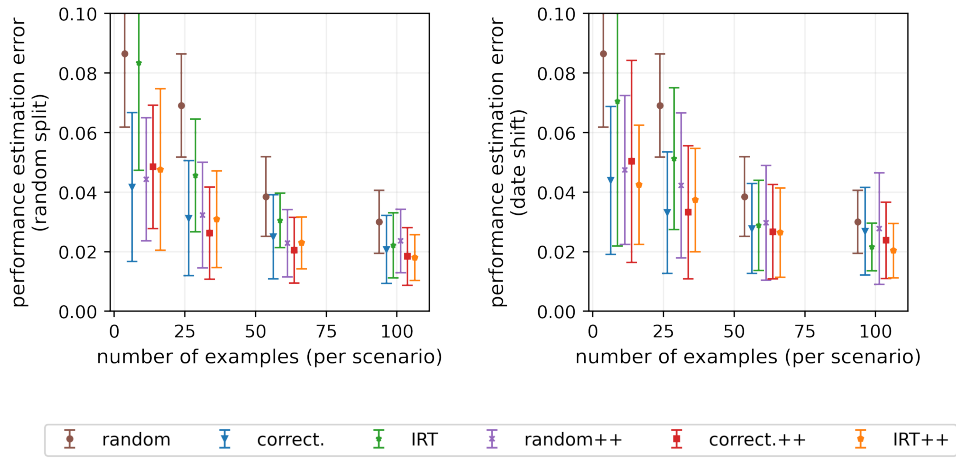 performance estimation error
(random split)
0.10
0.08
0.06
0.04
0.02
0.00
0 25 50 75 100
number of examples (per scenario)
performance estimation error
(date shift)
0.10
0.08
0.06
0.04
0.02
0.00
0 25 50 75 100
number of examples (per scenario)
random correct. IRT random++ correct.++ IRT++